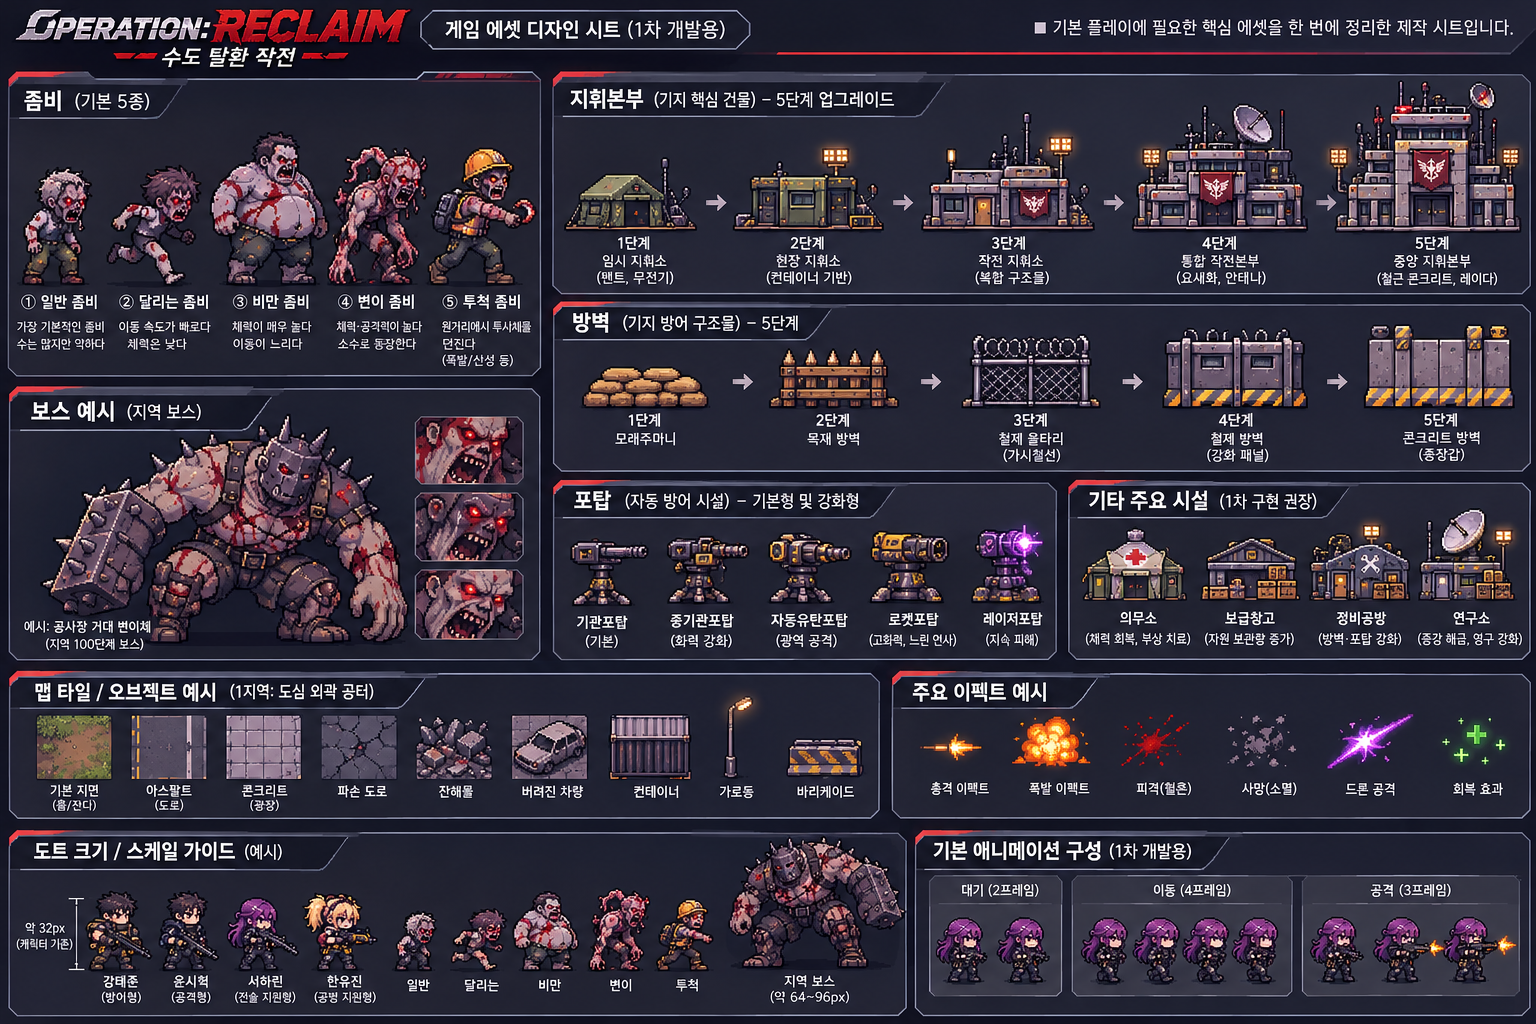 OPERATION: RECLAIM
수도 탈환 작전
게임 에셋 디자인 시트 (1차 개발용)
■ 기본 플레이에 필요한 핵심 에셋을 한 번에 정리한 제작 시트입니다.
좀비 (기본 5종)
① 일반 좀비
가장 기본적인 좀비
수는 많지만 약하다
② 달리는 좀비
이동 속도가 빠르다
체력은 낮다
③ 비만 좀비
체력이 매우 높다
이동이 느리다
④ 변이 좀비
체력·공격력이 높다
소수로 등장한다
⑤ 투척 좀비
원거리에서 투사체를
던진다
(폭발/산성 등)
지휘본부 (기지 핵심 건물) – 5단계 업그레이드
1단계
임시 지휘소
(텐트, 무전기)
2단계
현장 지휘소
(컨테이너 기반)
3단계
작전 지휘소
(복합 구조물)
4단계
통합 작전본부
(요새화, 안테나)
5단계
중앙 지휘본부
(철근 콘크리트, 레이다)
방벽 (기지 방어 구조물) – 5단계
1단계
모래주머니
2단계
목재 방벽
3단계
철제 울타리
(가시철선)
4단계
철제 방벽
(강화 패널)
5단계
콘크리트 방벽
(중장갑)
보스 예시 (지역 보스)
예시: 공사장 거대 변이체
(지역 100단계 보스)
포탑 (자동 방어 시설) – 기본형 및 강화형
기관포탑
(기본)
중기관포탑
(화력 강화)
자동유탄포탑
(광역 공격)
로켓포탑
(고화력, 느린 연사)
레이저포탑
(지속 피해)
기타 주요 시설 (1차 구현 권장)
의무소
(체력 회복, 부상 치료)
보급창고
(자원 보관량 증가)
정비공방
(방벽·포탑 강화)
연구소
(증강 해금, 영구 강화)
맵 타일 / 오브젝트 예시 (1지역: 도심 외곽 공터)
기본 지면
(흙/잔디)
아스팔트
(도로)
콘크리트
(광장)
파손 도로
잔해물
버려진 차량
컨테이너
가로등
바리케이드
주요 이펙트 예시
총격 이펙트
폭발 이펙트
피격(혈흔)
사망(소멸)
드론 공격
회복 효과
도트 크기 / 스케일 가이드 (예시)
약 32px
(캐릭터 기준)
강태준
(방어형)
윤시혁
(공격형)
서하린
(전술 지원형)
한유진
(공병 지원형)
일반
달리는
비만
변이
투척
지역 보스
(약 64~96px)
기본 애니메이션 구성 (1차 개발용)
대기 (2프레임)
이동 (4프레임)
공격 (3프레임)